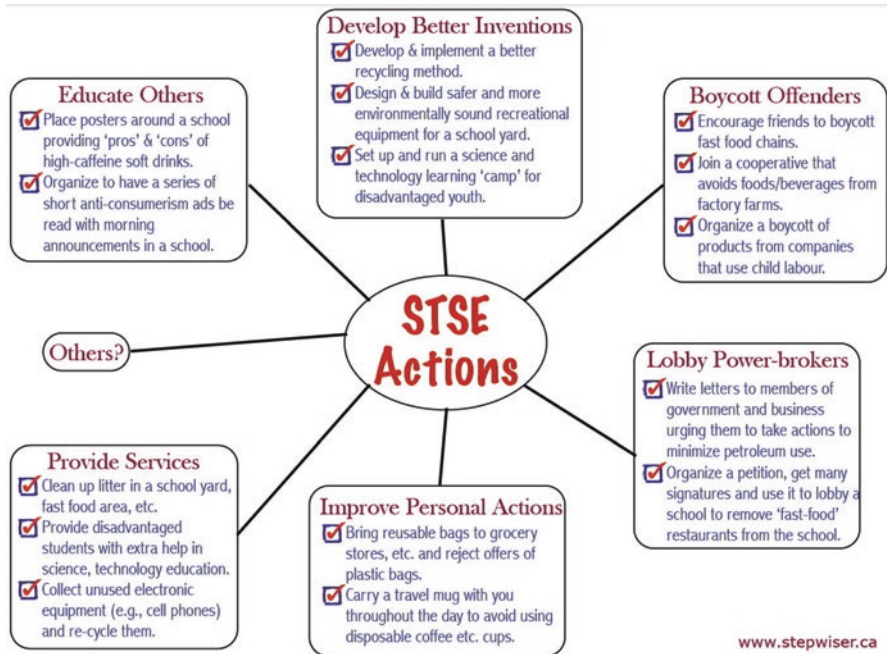 Develop Better Inventions
Develop & implement a better
recycling method.
Design & build safer and more
environmentally sound recreational
equipment for a school yard.
Set up and run a science and
technology learning ‘camp’ for
disadvantaged youth.
Educate Others
Place posters around a school
providing ‘pros’ & ‘cons’ of
high-caffeine soft drinks.
Organize to have a series of
short anti-consumerism ads be
read with morning
announcements in a school.
Boycott Offenders
Encourage friends to boycott
fast food chains.
Join a cooperative that
avoids foods/beverages from
factory farms.
Organize a boycott of
products from companies
that use child labour.
STSE
Actions
Others?
Lobby Power-brokers
Write letters to members of
government and business
urging them to take actions to
minimize petroleum use.
Organize a petition, get many
signatures and use it to lobby a
school to remove ‘fast-food’
restaurants from the school.
Provide Services
Clean up litter in a school yard,
fast food area, etc.
Provide disadvantaged
students with extra help in
science, technology education.
Collect unused electronic
equipment (e.g., cell phones)
and re-cycle them.
Improve Personal Actions
Bring reusable bags to grocery
stores, etc. and reject offers of
plastic bags.
Carry a travel mug with you
throughout the day to avoid using
disposable coffee etc. cups.
www.stepwiser.ca